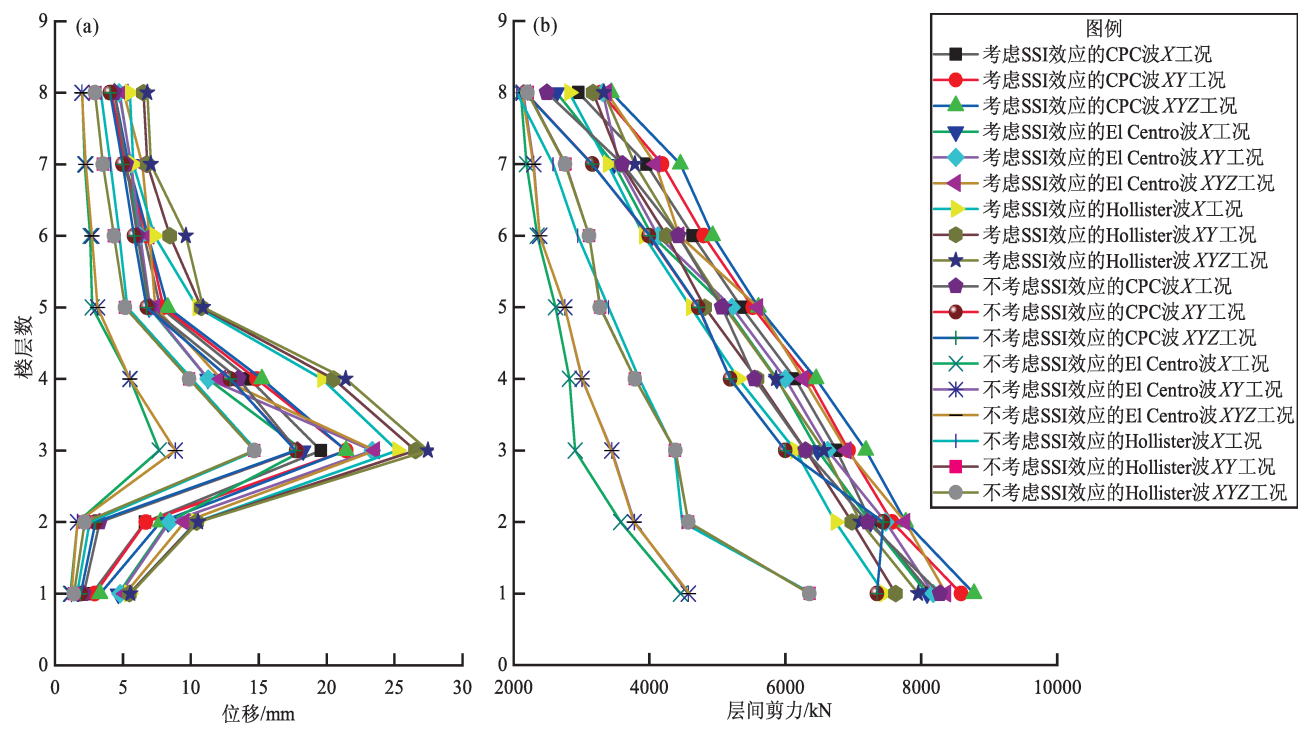 (a)
9
8
7
6
5
4
3
2
1
0
楼层数
0 5 10 15 20 25 30
位移/mm
(b)
9
8
7
6
5
4
3
2
1
0
2000 4000 6000 8000 10000
层间剪力/kN
图例
考虑SSI效应的CPC波X工况
考虑SSI效应的CPC波XY工况
考虑SSI效应的CPC波XYZ工况
考虑SSI效应的El Centro波X工况
考虑SSI效应的El Centro波XY工况
考虑SSI效应的El Centro波XYZ工况
考虑SSI效应的Hollister波X工况
考虑SSI效应的Hollister波XY工况
考虑SSI效应的Hollister波XYZ工况
不考虑SSI效应的CPC波X工况
不考虑SSI效应的CPC波XY工况
不考虑SSI效应的CPC波XYZ工况
不考虑SSI效应的El Centro波X工况
不考虑SSI效应的El Centro波XY工况
不考虑SSI效应的El Centro波XYZ工况
不考虑SSI效应的Hollister波X工况
不考虑SSI效应的Hollister波XY工况
不考虑SSI效应的Hollister波XYZ工况